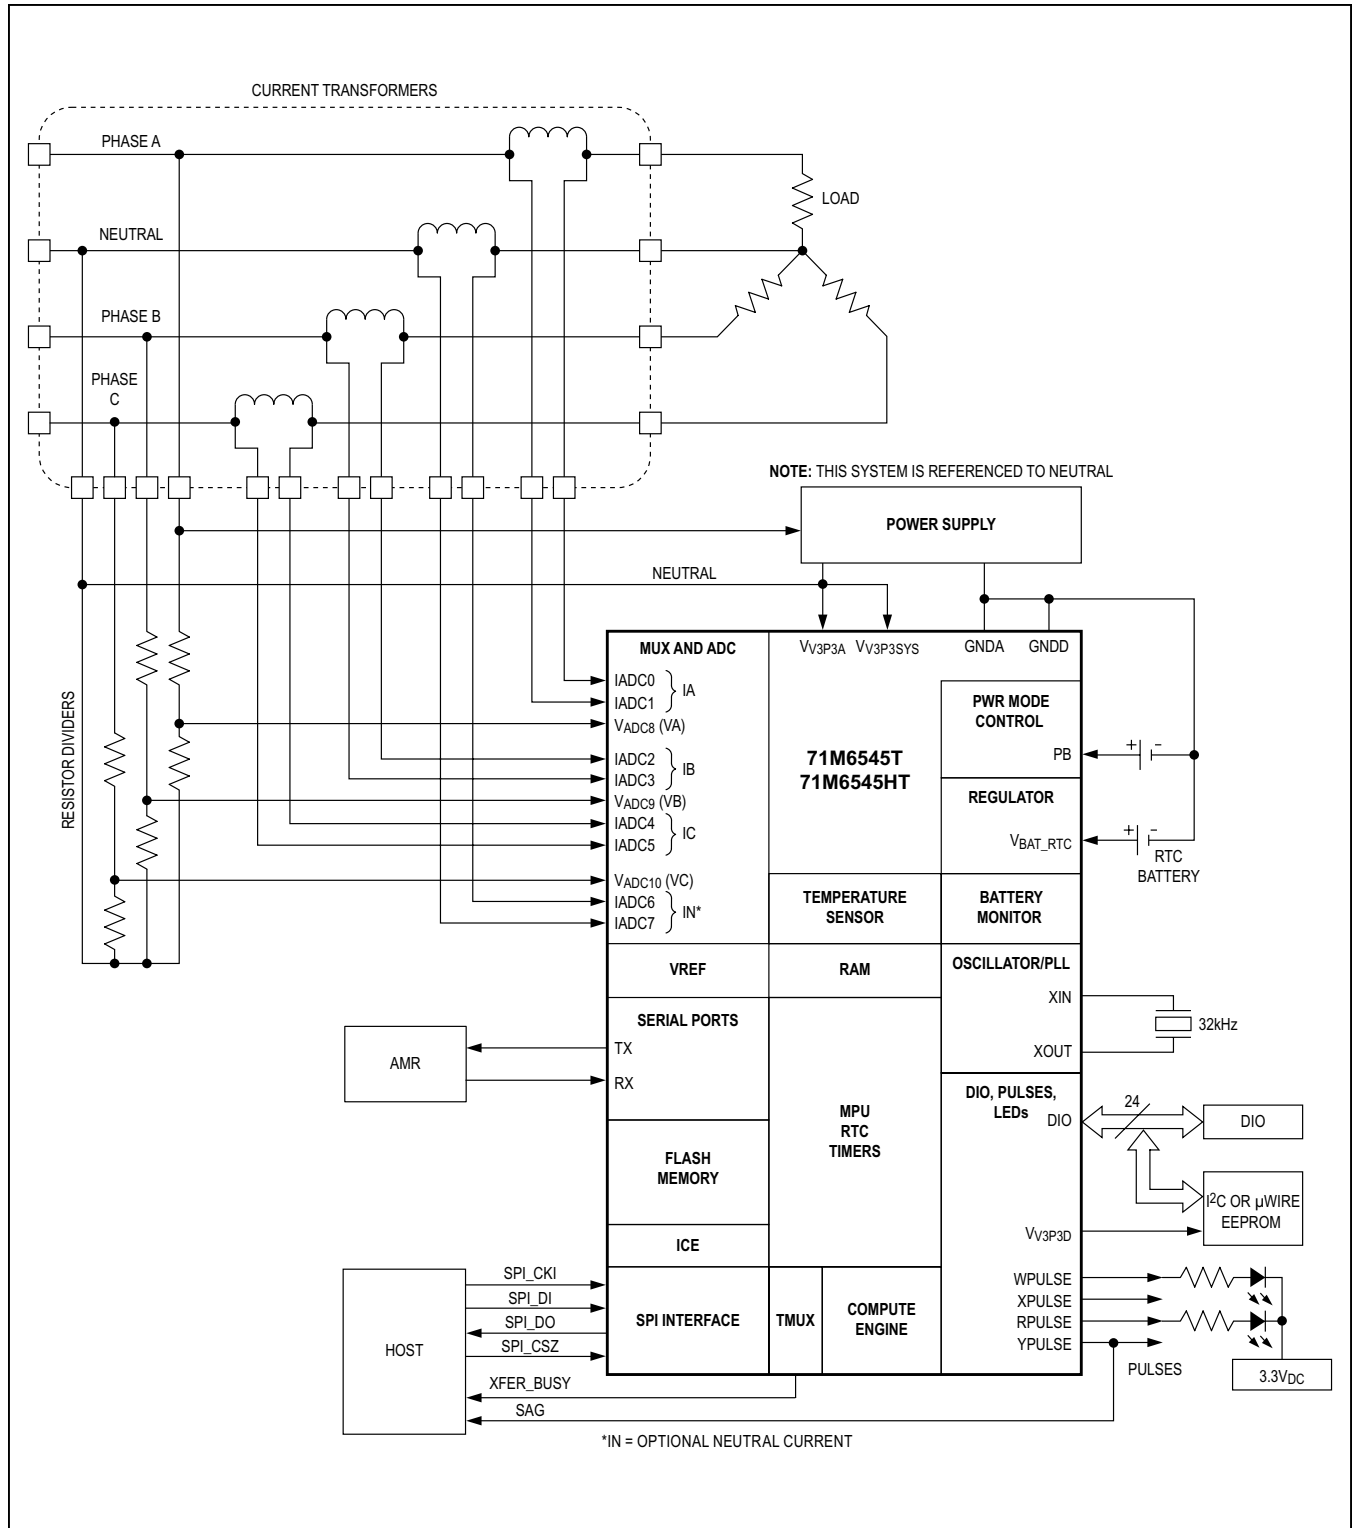 CURRENT TRANSFORMERS
PHASE A
LOAD
NEUTRAL
PHASE B
PHASE
C
NOTE: THIS SYSTEM IS REFERENCED TO NEUTRAL
POWER SUPPLY
NEUTRAL
RESISTOR DIVIDERS
MUX AND ADC
VV3P3A
VV3P3SYS
GNDA
GNDD
IADC0
IADC1
IA
VADC8 (VA)
IADC2
IADC3
IB
VADC9 (VB)
IADC4
IADC5
IC
VADC10 (VC)
IADC6
IADC7
IN*
71M6545T
71M6545HT
PWR MODE
CONTROL
PB
+ -
REGULATOR
VBAT_RTC
+ -
RTC
BATTERY
TEMPERATURE
SENSOR
BATTERY
MONITOR
VREF
RAM
OSCILLATOR/PLL
XIN
XOUT
32kHz
SERIAL PORTS
TX
RX
AMR
MPU
RTC
TIMERS
DIO, PULSES,
LEDs
DIO
24
DIO
I2C OR µWIRE
EEPROM
VV3P3D
FLASH
MEMORY
ICE
WPULSE
XPULSE
RPULSE
YPULSE
PULSES
3.3VDC
HOST
SPI_CKI
SPI_DI
SPI_DO
SPI_CSZ
XFER_BUSY
SAG
SPI INTERFACE
TMUX
COMPUTE
ENGINE
*IN = OPTIONAL NEUTRAL CURRENT